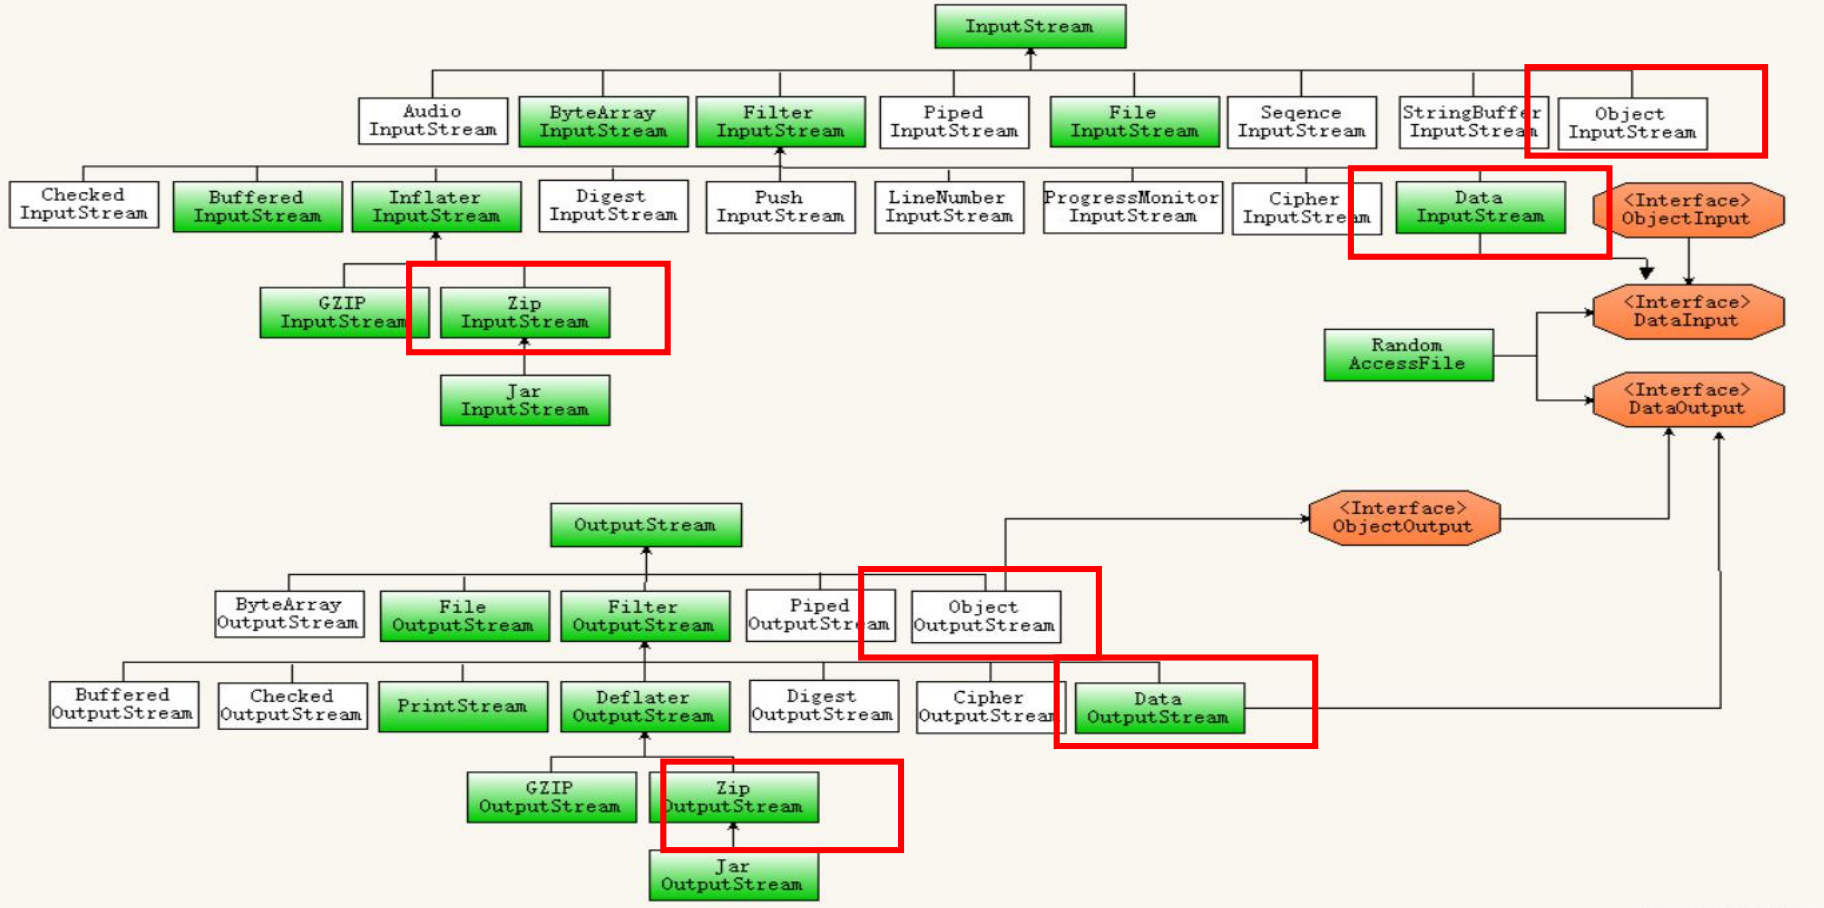 InputStream
Audio
InputStream
ByteArray
InputStream
Filter
InputStream
Piped
InputStream
File
InputStream
Seqence
InputStream
StringBuffer
InputStream
Object
InputStream
Checked
InputStream
Buffered
InputStream
Inflater
InputStream
Digest
InputStream
Push
InputStream
LineNumber
InputStream
ProgressMonitor
InputStream
Cipher
InputStream
Data
InputStream
<Interface>
ObjectInput
GZIP
InputStream
Zip
InputStream
<Interface>
DataInput
Random
AccessFile
Jar
InputStream
<Interface>
DataOutput
OutputStream
<Interface>
ObjectOutput
ByteArray
OutputStream
File
OutputStream
Filter
OutputStream
Piped
OutputStream
Object
OutputStream
Buffered
OutputStream
Checked
OutputStream
PrintStream
Deflater
OutputStream
Digest
OutputStream
Cipher
OutputStream
Data
OutputStream
GZIP
OutputStream
Zip
OutputStream
Jar
OutputStream